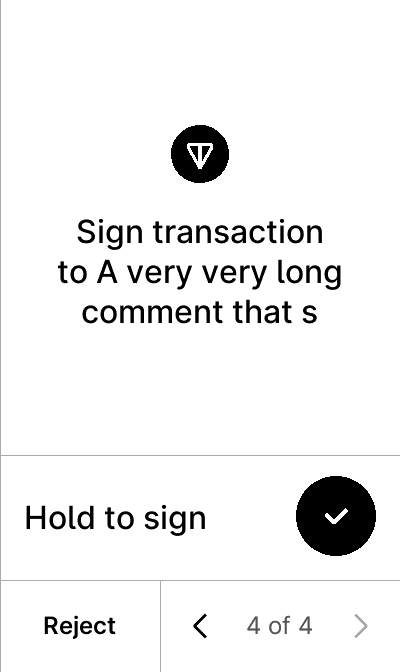 Sign transaction
to A very very long
comment that s
Hold to sign
Reject
4 of 4